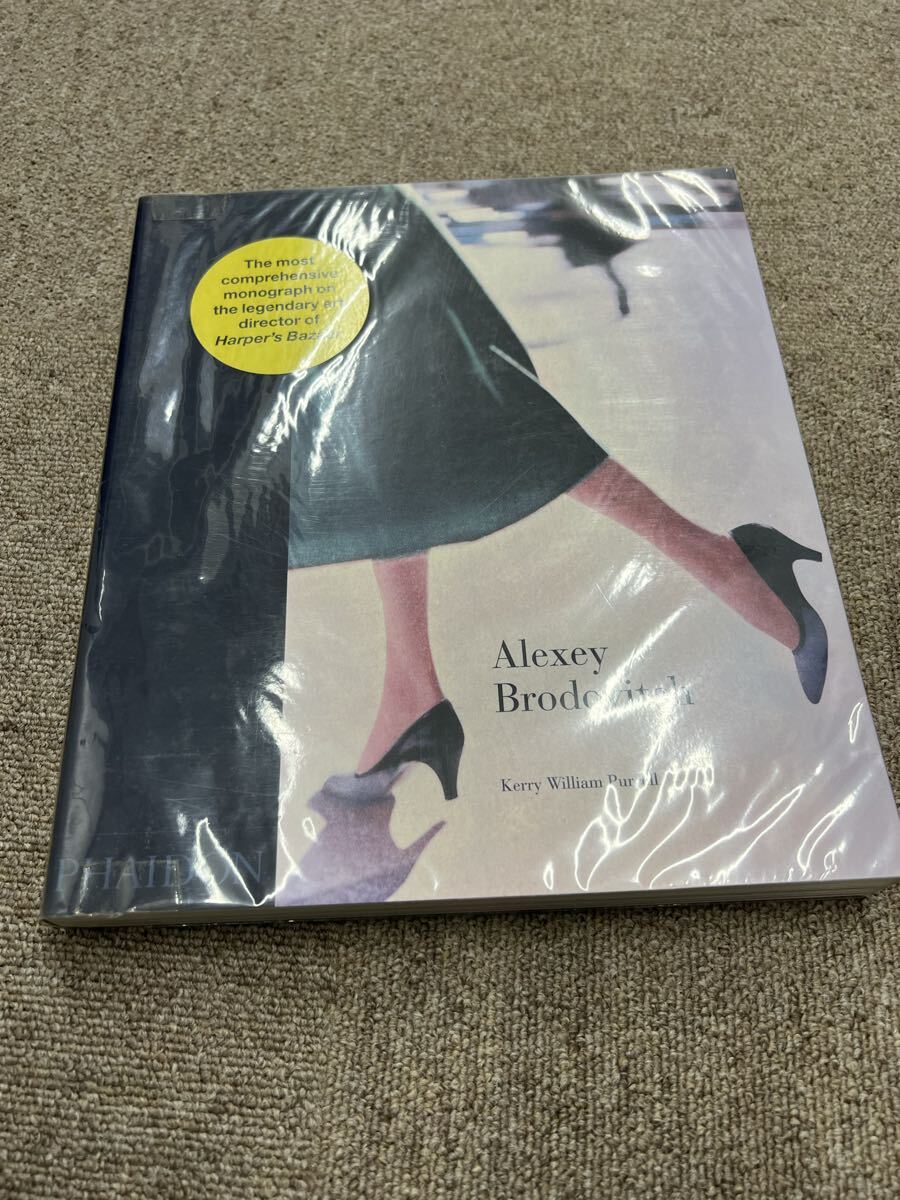 The most
comprehensive
monograph on
the legendary art
director of
Harper's Bazaar
Alexey
Brodovitch
Kerry William Purcell
PHAIDON